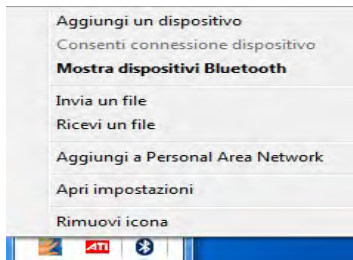 Aggiungi un dispositivo
Consenti connessione dispositivo
Mostra dispositivi Bluetooth
Invia un file
Ricevi un file
Aggiungi a Personal Area Network
Apri impostazioni
Rimuovi icona
ATI